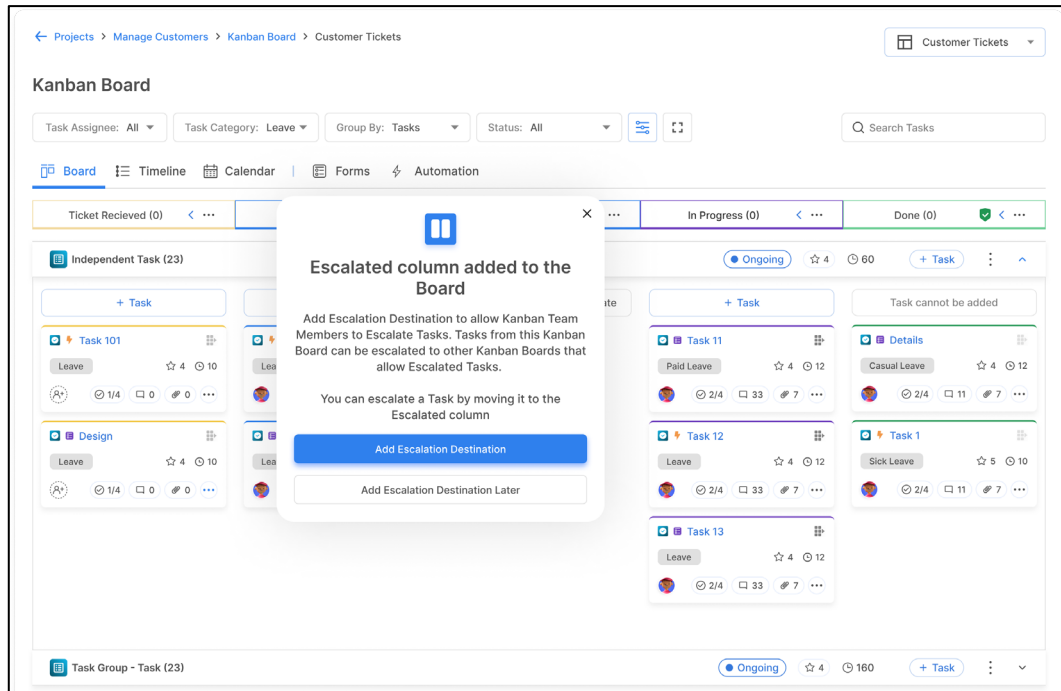 Projects > Manage Customers > Kanban Board > Customer Tickets
Customer Tickets
Kanban Board
Task Assignee: All
Task Category: Leave
Group By: Tasks
Status: All
Search Tasks
Board
Timeline
Calendar
Forms
Automation
Ticket Recieved (0)
In Progress (0)
Done (0)
Independent Task (23)
Ongoing
4
60
+ Task
Escalated column added to the
Board
Add Escalation Destination to allow Kanban Team
Members to Escalate Tasks. Tasks from this Kanban
Board can be escalated to other Kanban Boards that
allow Escalated Tasks.
You can escalate a Task by moving it to the
Escalated column
Add Escalation Destination
Add Escalation Destination Later
+ Task
Task 101
Leave 4 10
1/4 0 0
Design
Leave 4 10
1/4 0 0
+ Task
Task 11
Paid Leave 4 12
2/4 33 7
Task 12
Leave 4 12
2/4 33 7
Task 13
Leave 4 12
2/4 33 7
Task cannot be added
Details
Casual Leave 4 12
2/4 11 7
Task 1
Sick Leave 5 10
2/4 11 7
Task Group - Task (23)
Ongoing
4
160
+ Task